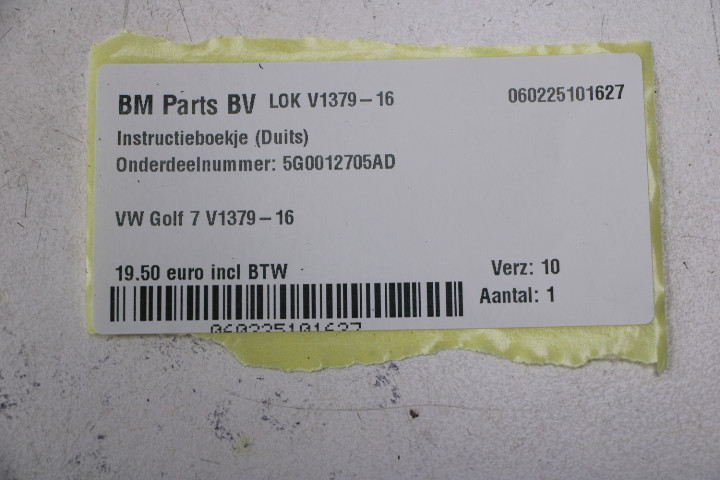 BM Parts BV LOK V1379-16 060225101627
Instructieboekje (Duits)
Onderdeelnummer: 5G0012705AD
VW Golf 7 V1379-16
19.50 euro incl BTW Verz: 10
Aantal: 1
060225101627